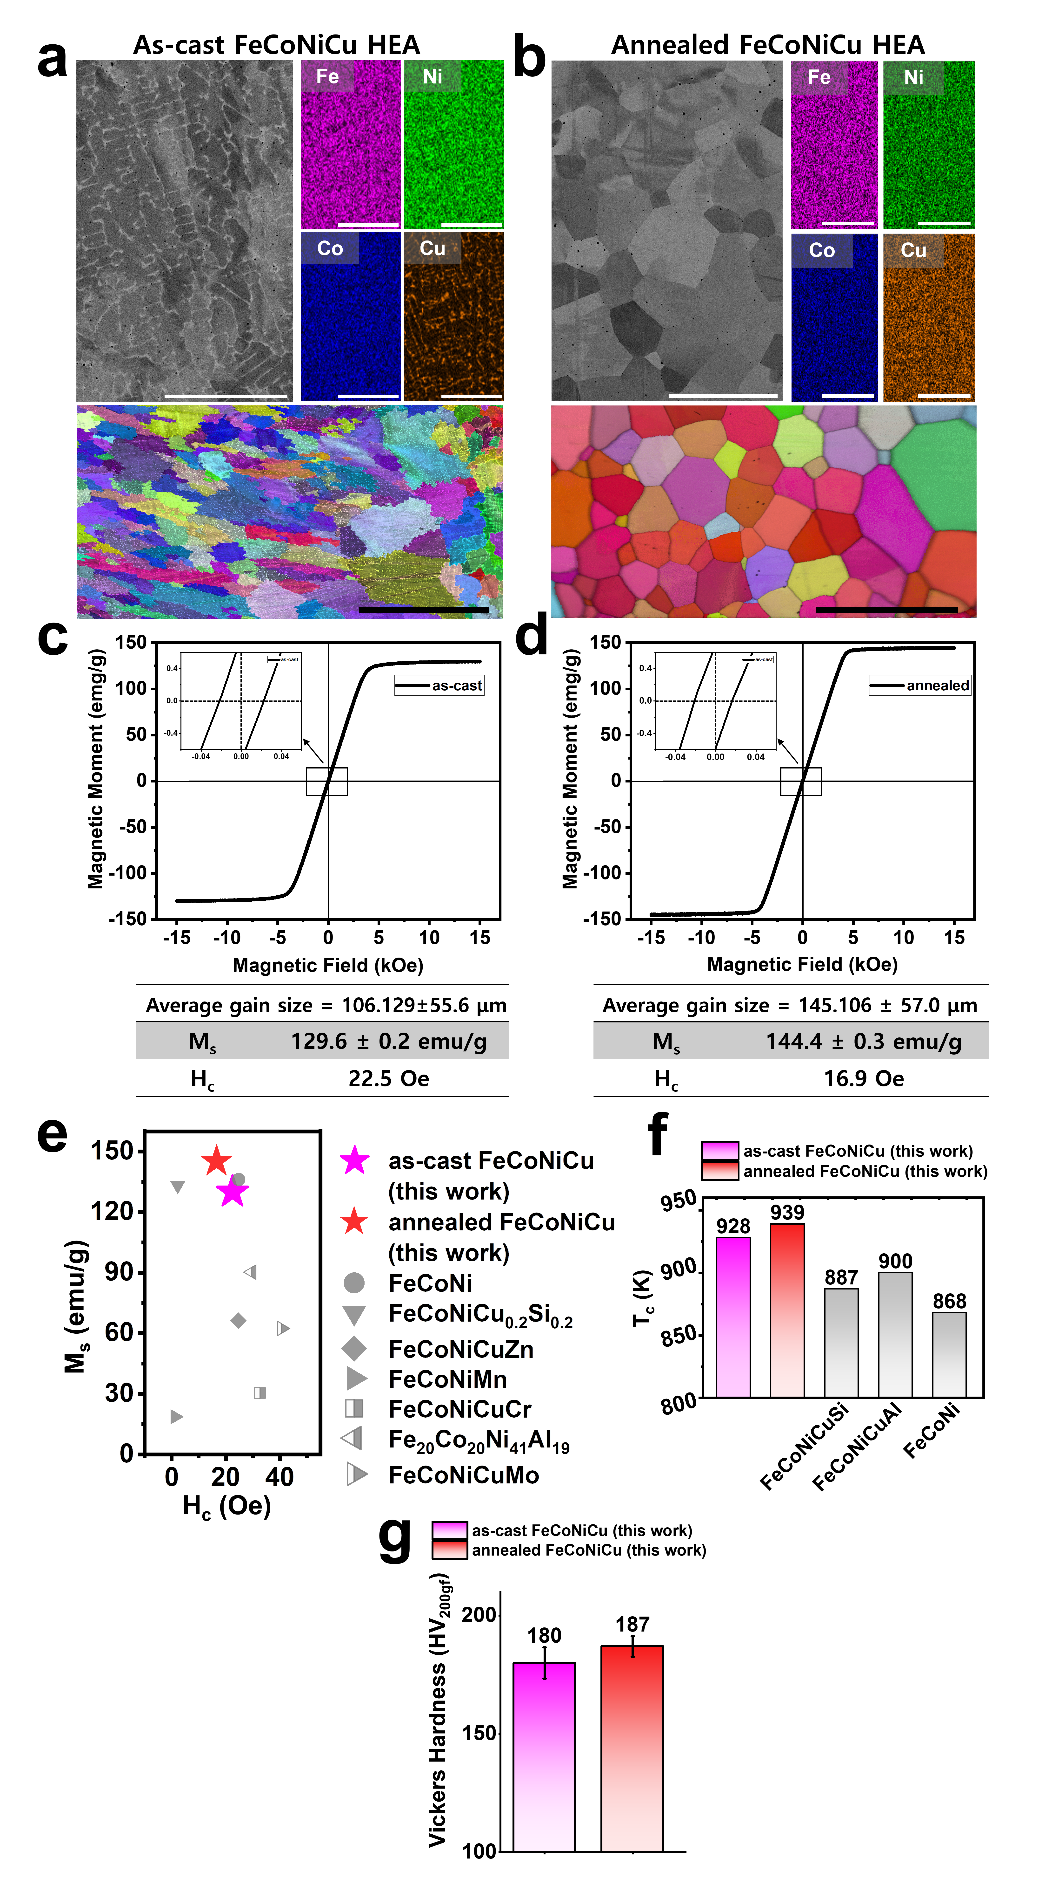 a
As-cast FeCoNiCu HEA
Fe
Ni
Co
Cu
b
Annealed FeCoNiCu HEA
Fe
Ni
Co
Cu
c
Magnetic Moment (emg/g)
150
100
50
0
-50
-100
-150
-15 -10 -5 0 5 10 15
Magnetic Field (kOe)
as-cast
0.4
0.0
-0.4
-0.04 0.00 0.04
as-cast
Average gain size = 106.129±55.6 μm
Ms 129.6 ± 0.2 emu/g
Hc 22.5 Oe
d
Magnetic Moment (emg/g)
150
100
50
0
-50
-100
-150
-15 -10 -5 0 5 10 15
Magnetic Field (kOe)
annealed
0.4
0.0
-0.4
-0.04 0.00 0.04
as-cast
Average gain size = 145.106 ± 57.0 μm
Ms 144.4 ± 0.3 emu/g
Hc 16.9 Oe
e
Ms (emu/g)
150
120
90
60
30
0
0 20 40
Hc (Oe)
as-cast FeCoNiCu
(this work)
annealed FeCoNiCu
(this work)
FeCoNi
FeCoNiCu0.2Si0.2
FeCoNiCuZn
FeCoNiMn
FeCoNiCuCr
Fe20Co20Ni41Al19
FeCoNiCuMo
f
as-cast FeCoNiCu (this work)
annealed FeCoNiCu (this work)
Tc (K)
950
900
850
800
928
939
887
900
868
FeCoNiCuSi
FeCoNiCuAl
FeCoNi
g
as-cast FeCoNiCu (this work)
annealed FeCoNiCu (this work)
Vickers Hardness (HV200gf)
200
150
100
180
187